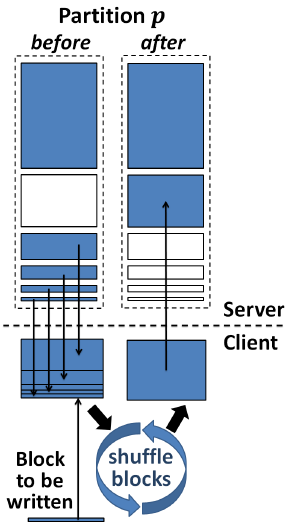 Partition p
before after
Server
Client
shuffle
blocks
Block
to be
written